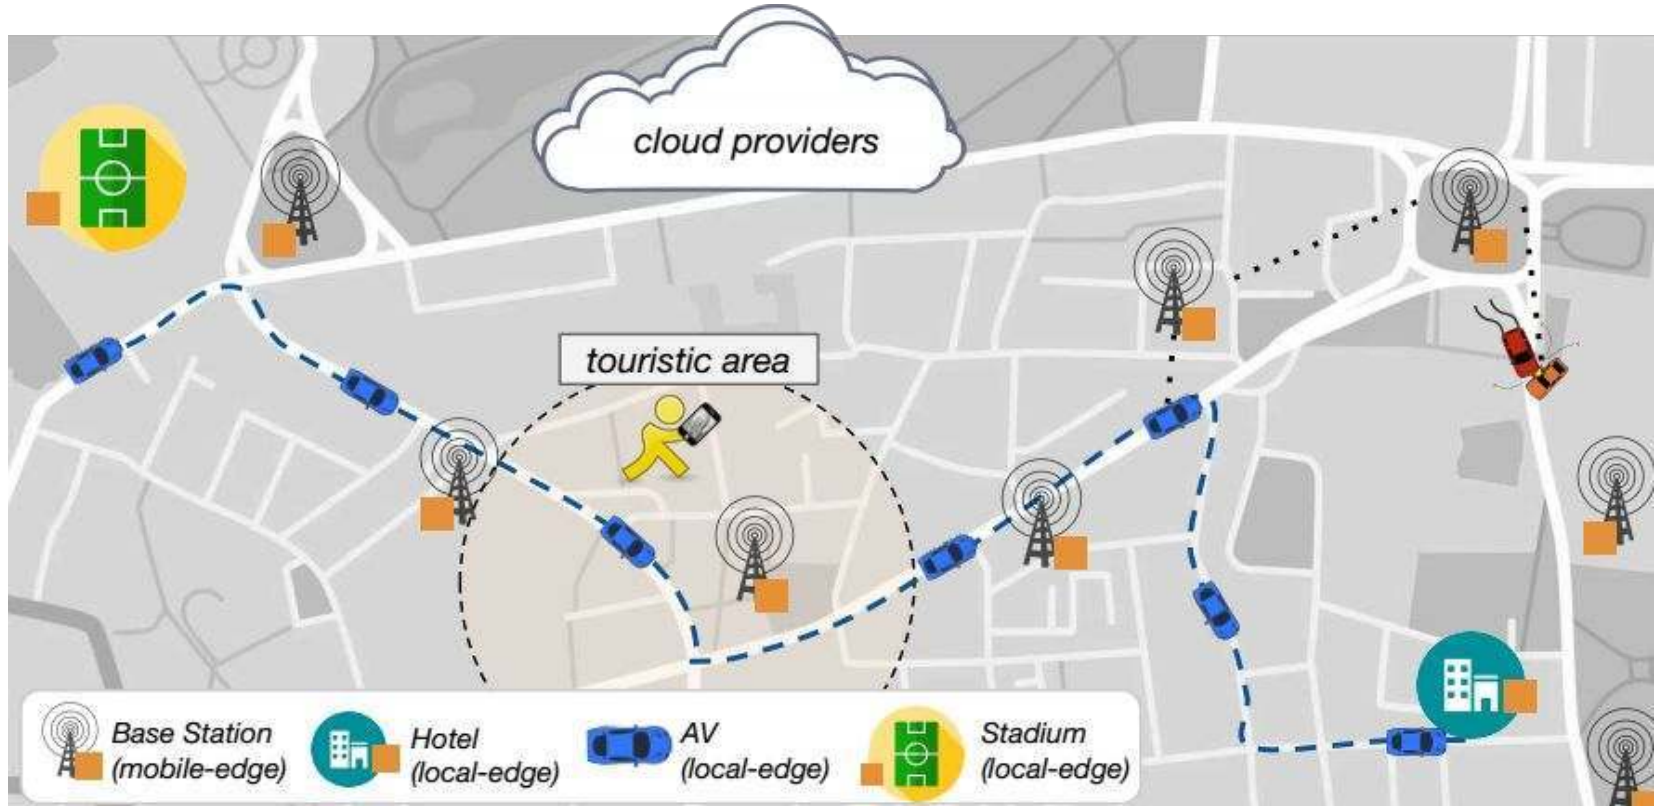 cloud providers
touristic area
Base Station
(mobile-edge)
Hotel
(local-edge)
AV
(local-edge)
Stadium
(local-edge)